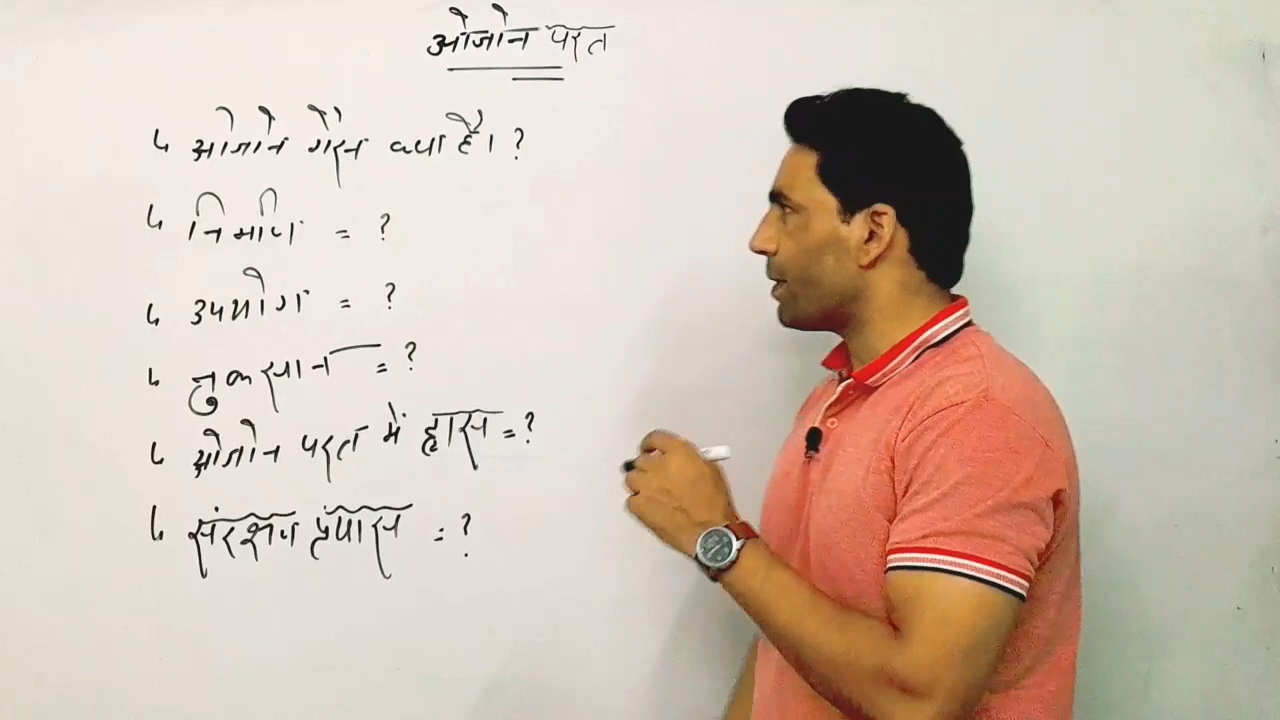 ओजोन परत
↳ ओजोन गैस क्या है। ?
↳ निर्माण = ?
↳ उपयोग = ?
↳ नुकसान = ?
↳ ओजोन परत में ह्रास = ?
↳ संरक्षण प्रयास = ?